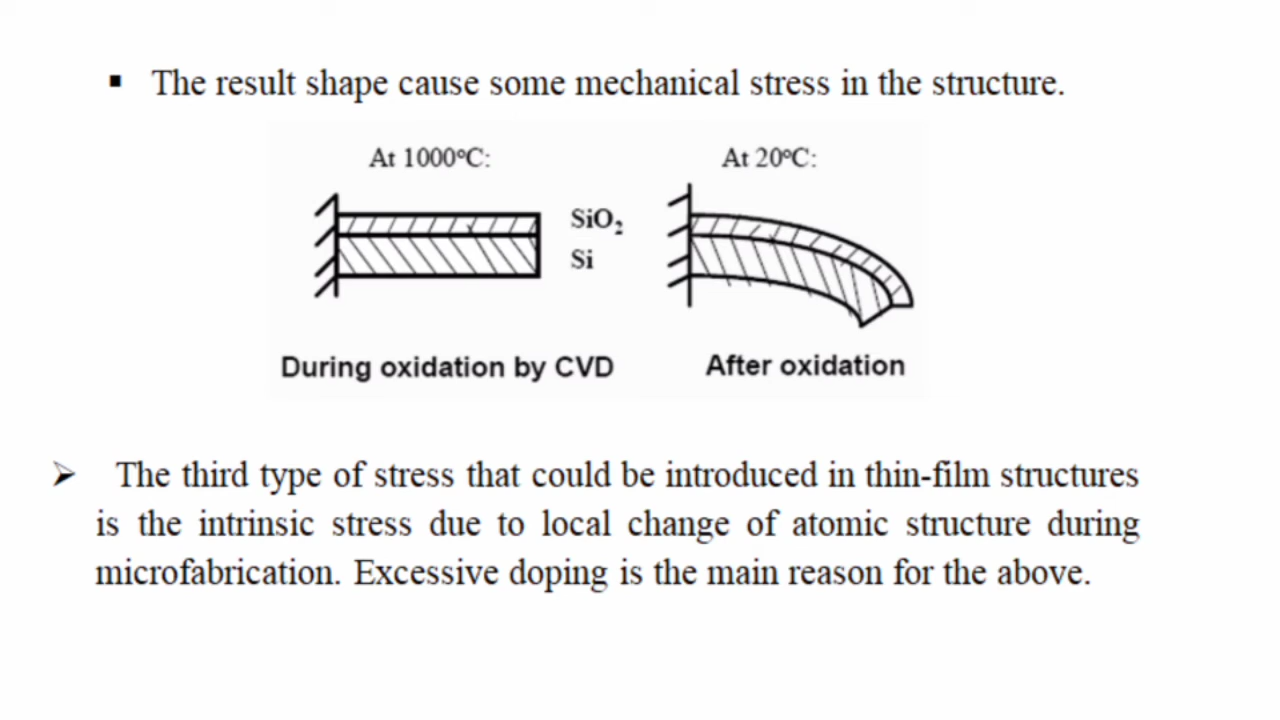 ▪ The result shape cause some mechanical stress in the structure.
At 1000ºC: At 20ºC:
SiO₂
Si
During oxidation by CVD After oxidation
➢ The third type of stress that could be introduced in thin-film structures
is the intrinsic stress due to local change of atomic structure during
microfabrication. Excessive doping is the main reason for the above.